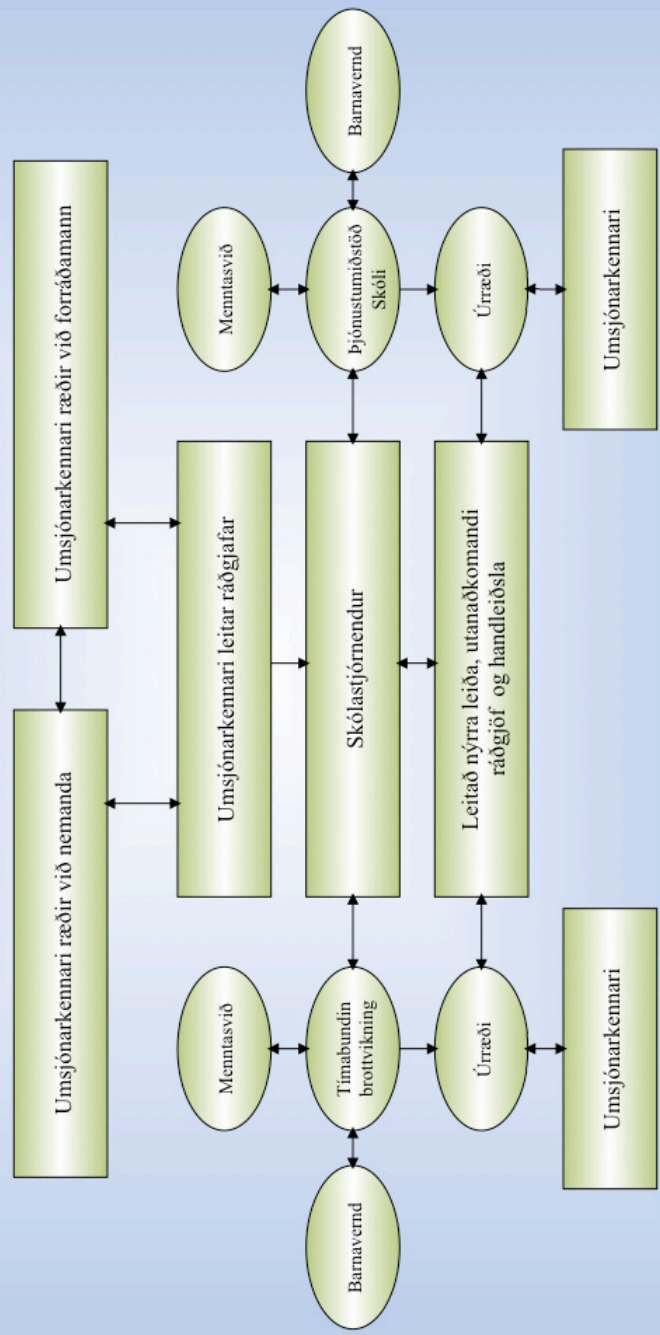 Umsjónarkennari ræðir við nemanda
Umsjónarkennari ræðir við forráðamann
Umsjónarkennari leitar ráðgjafar
Menntasvið
Menntasvið
Barnavernd
Tímabundin
brottvikning
Skólastjórnendur
Þjónustumiðstöð
Skóli
Barnavernd
Úrræði
Leitað nýrra leiða, utanaðkomandi
ráðgjöf og handleiðsla
Úrræði
Umsjónarkennari
Umsjónarkennari